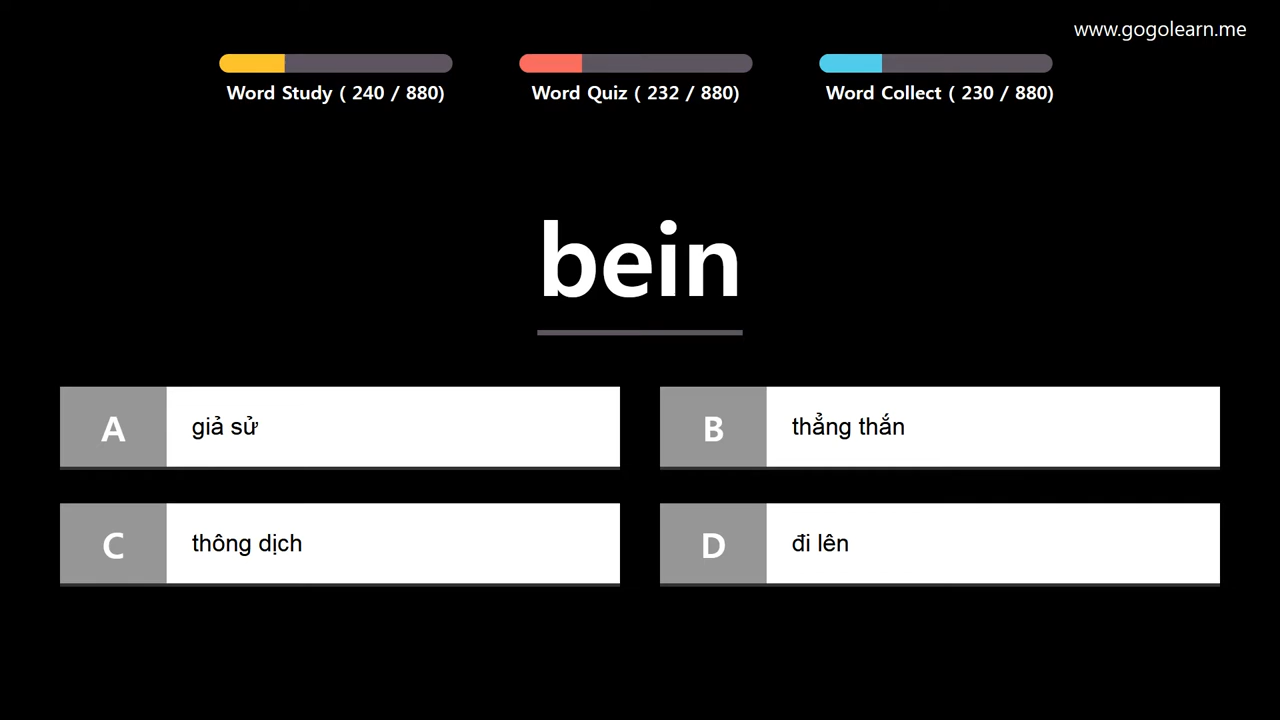 www.gogolearn.me
Word Study ( 240 / 880)
Word Quiz ( 232 / 880)
Word Collect ( 230 / 880)
bein
A
giả sử
B
thẳng thắn
C
thông dịch
D
đi lên